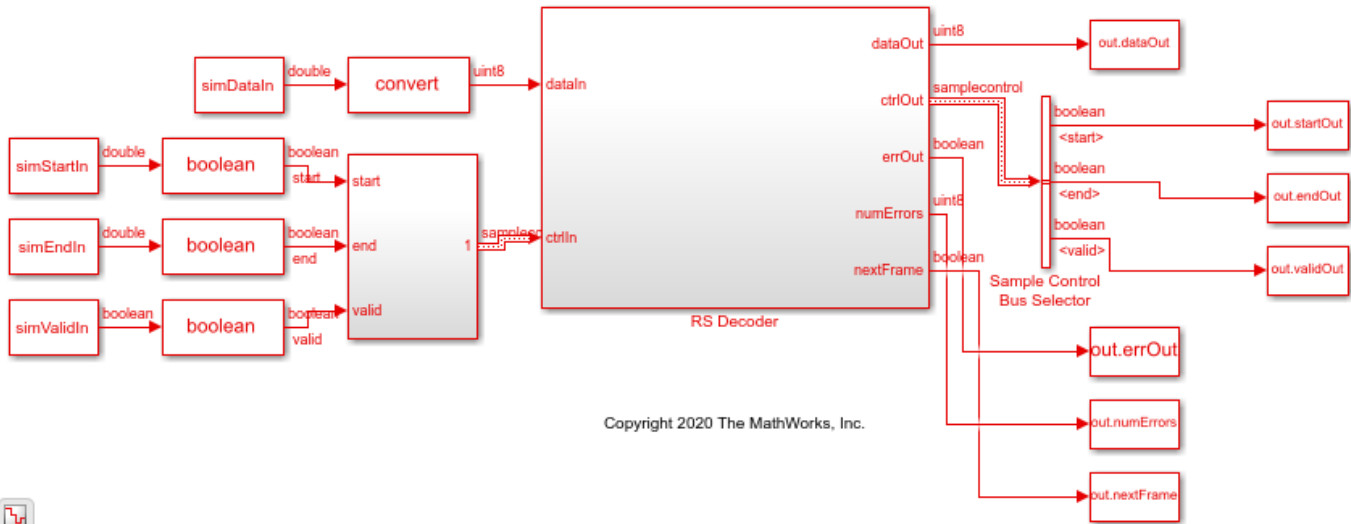 simDataIn
double
convert
uint8
dataIn
simStartIn
double
boolean
boolean
start
start
simEndIn
double
boolean
boolean
end
end
simValidIn
boolean
boolean
boolean
valid
valid
1
ctrlIn
dataOut
uint8
out.dataOut
ctrlOut
samplecontrol
errOut
boolean
numErrors
uint8
nextFrame
boolean
RS Decoder
boolean
<start>
out.startOut
boolean
<end>
out.endOut
boolean
<valid>
out.validOut
Sample Control
Bus Selector
out.errOut
out.numErrors
out.nextFrame
Copyright 2020 The MathWorks, Inc.